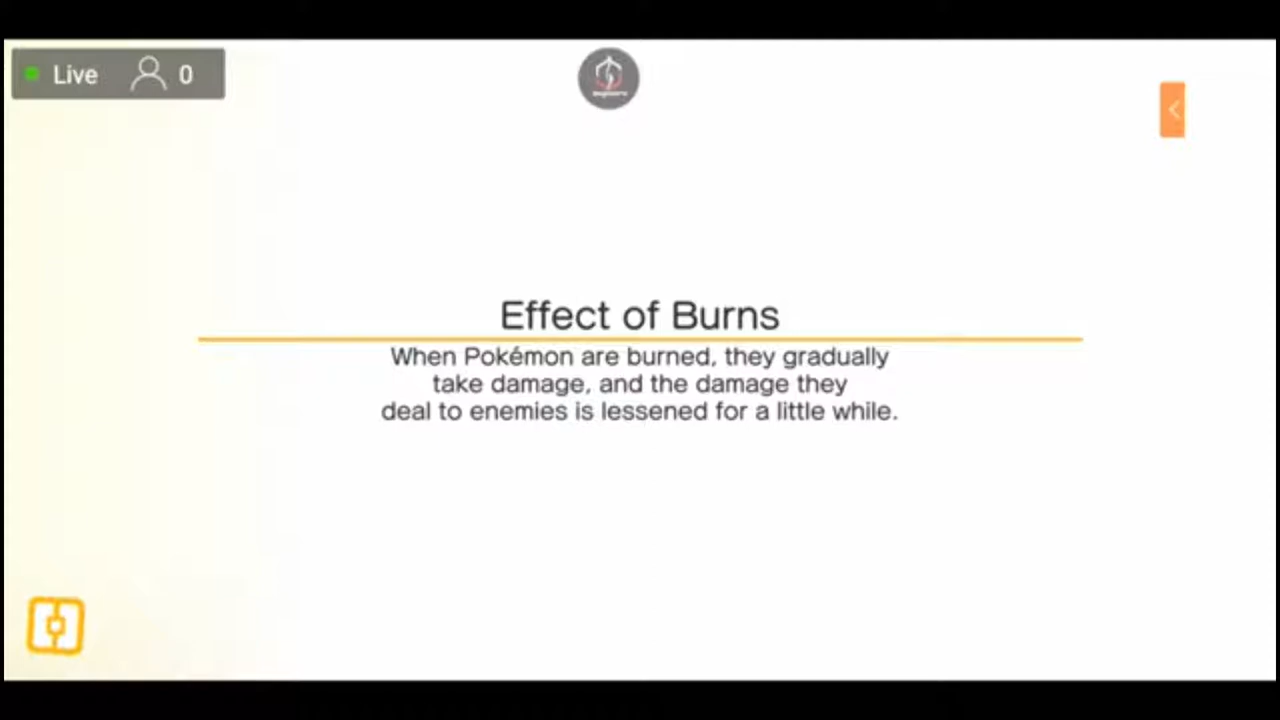 Live 0
Effect of Burns
When Pokémon are burned, they gradually
take damage, and the damage they
deal to enemies is lessened for a little while.